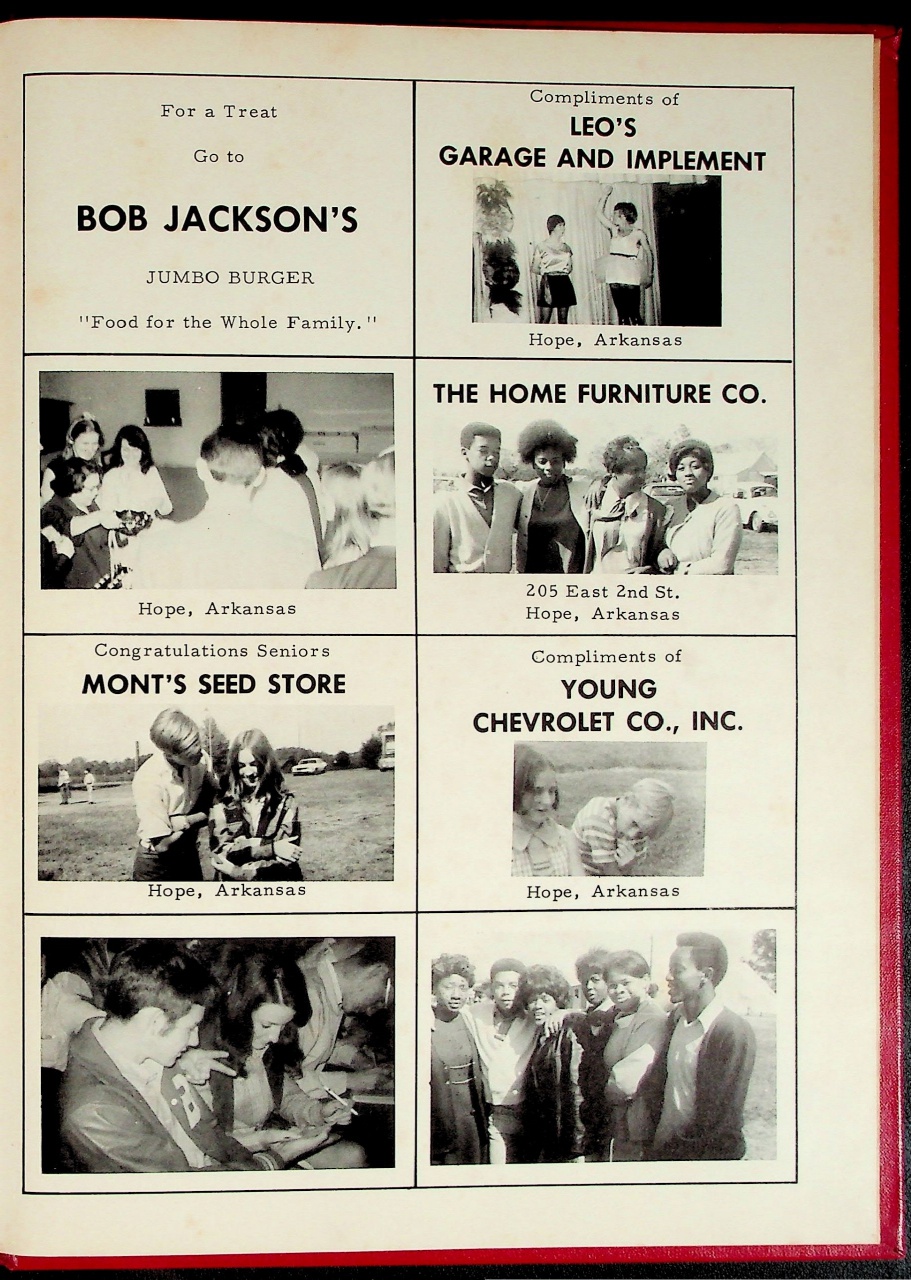 For a Treat
Go to
BOB JACKSON'S
JUMBO BURGER
"Food for the Whole Family."
Compliments of
LEO'S
GARAGE AND IMPLEMENT
Hope, Arkansas
Hope, Arkansas
THE HOME FURNITURE CO.
205 East 2nd St.
Hope, Arkansas
Congratulations Seniors
MONT'S SEED STORE
Hope, Arkansas
Compliments of
YOUNG
CHEVROLET CO., INC.
Hope, Arkansas